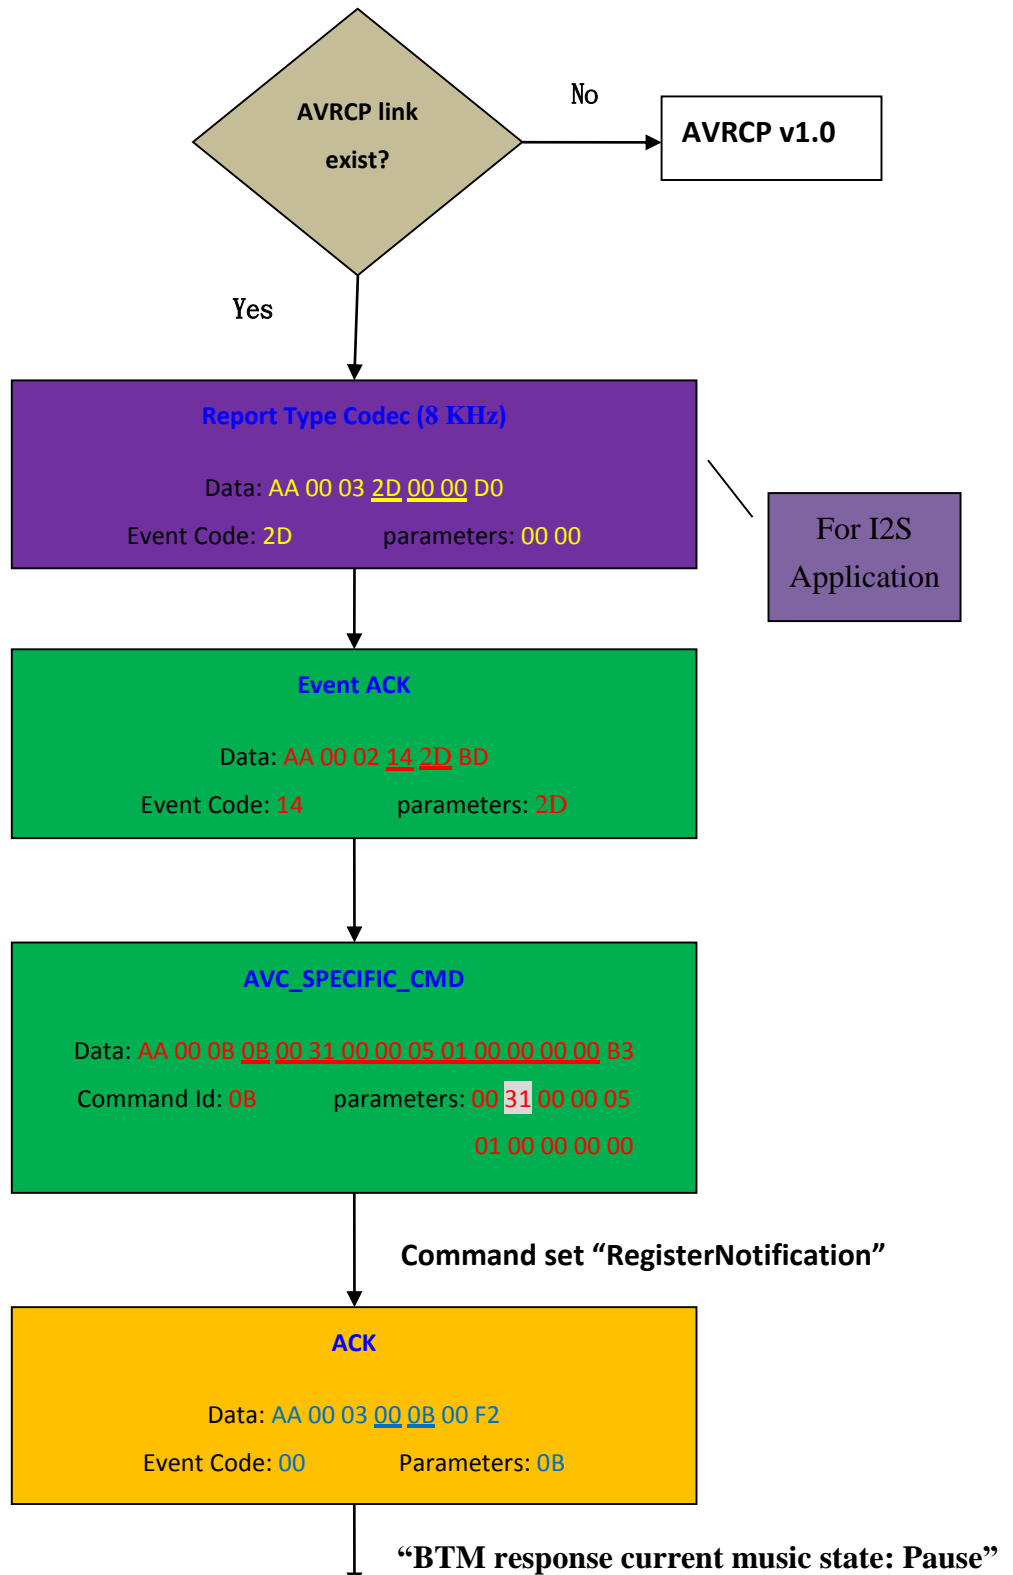 AVRCP link
exist?
No
AVRCP v1.0
Yes
Report Type Codec (8 KHz)
Data: AA 00 03 2D 00 00 D0
Event Code: 2D parameters: 00 00
For I2S
Application
Event ACK
Data: AA 00 02 14 2D BD
Event Code: 14 parameters: 2D
AVC_SPECIFIC_CMD
Data: AA 00 0B 0B 00 31 00 00 05 01 00 00 00 00 B3
Command Id: 0B parameters: 00 31 00 00 05
01 00 00 00 00
Command set “RegisterNotification”
ACK
Data: AA 00 03 00 0B 00 F2
Event Code: 00 Parameters: 0B
“BTM response current music state: Pause”